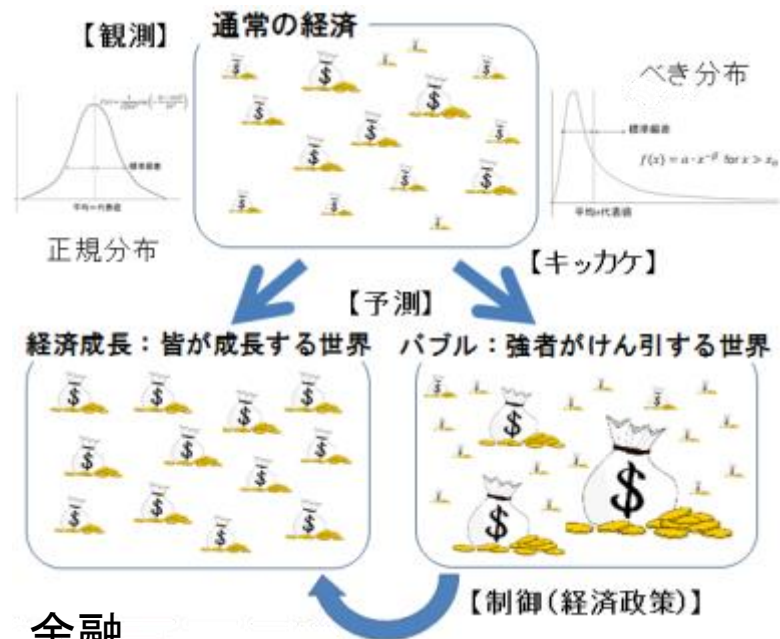 通常の経済
【観測】
べき分布
標準偏差
標準偏差
f(x) = a · x^-β for x > x₀
平均=代表値
平均≠代表値
正規分布
【キッカケ】
【予測】
経済成長:皆が成長する世界
バブル:強者がけん引する世界
$
【制御(経済政策)】
金融